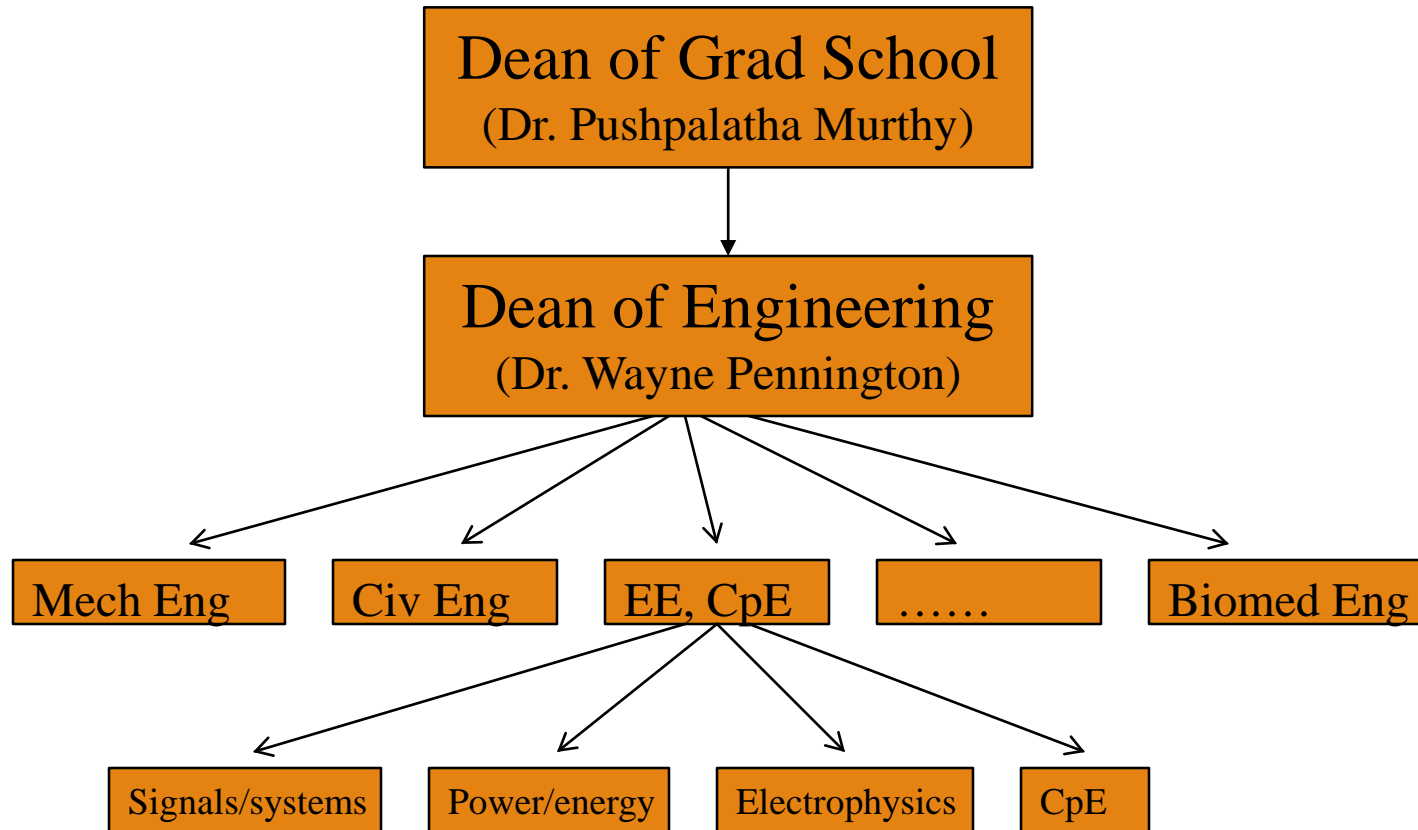 Dean of Grad School
(Dr. Pushpalatha Murthy)
Dean of Engineering
(Dr. Wayne Pennington)
Mech Eng
Civ Eng
EE, CpE
……
Biomed Eng
Signals/systems
Power/energy
Electrophysics
CpE